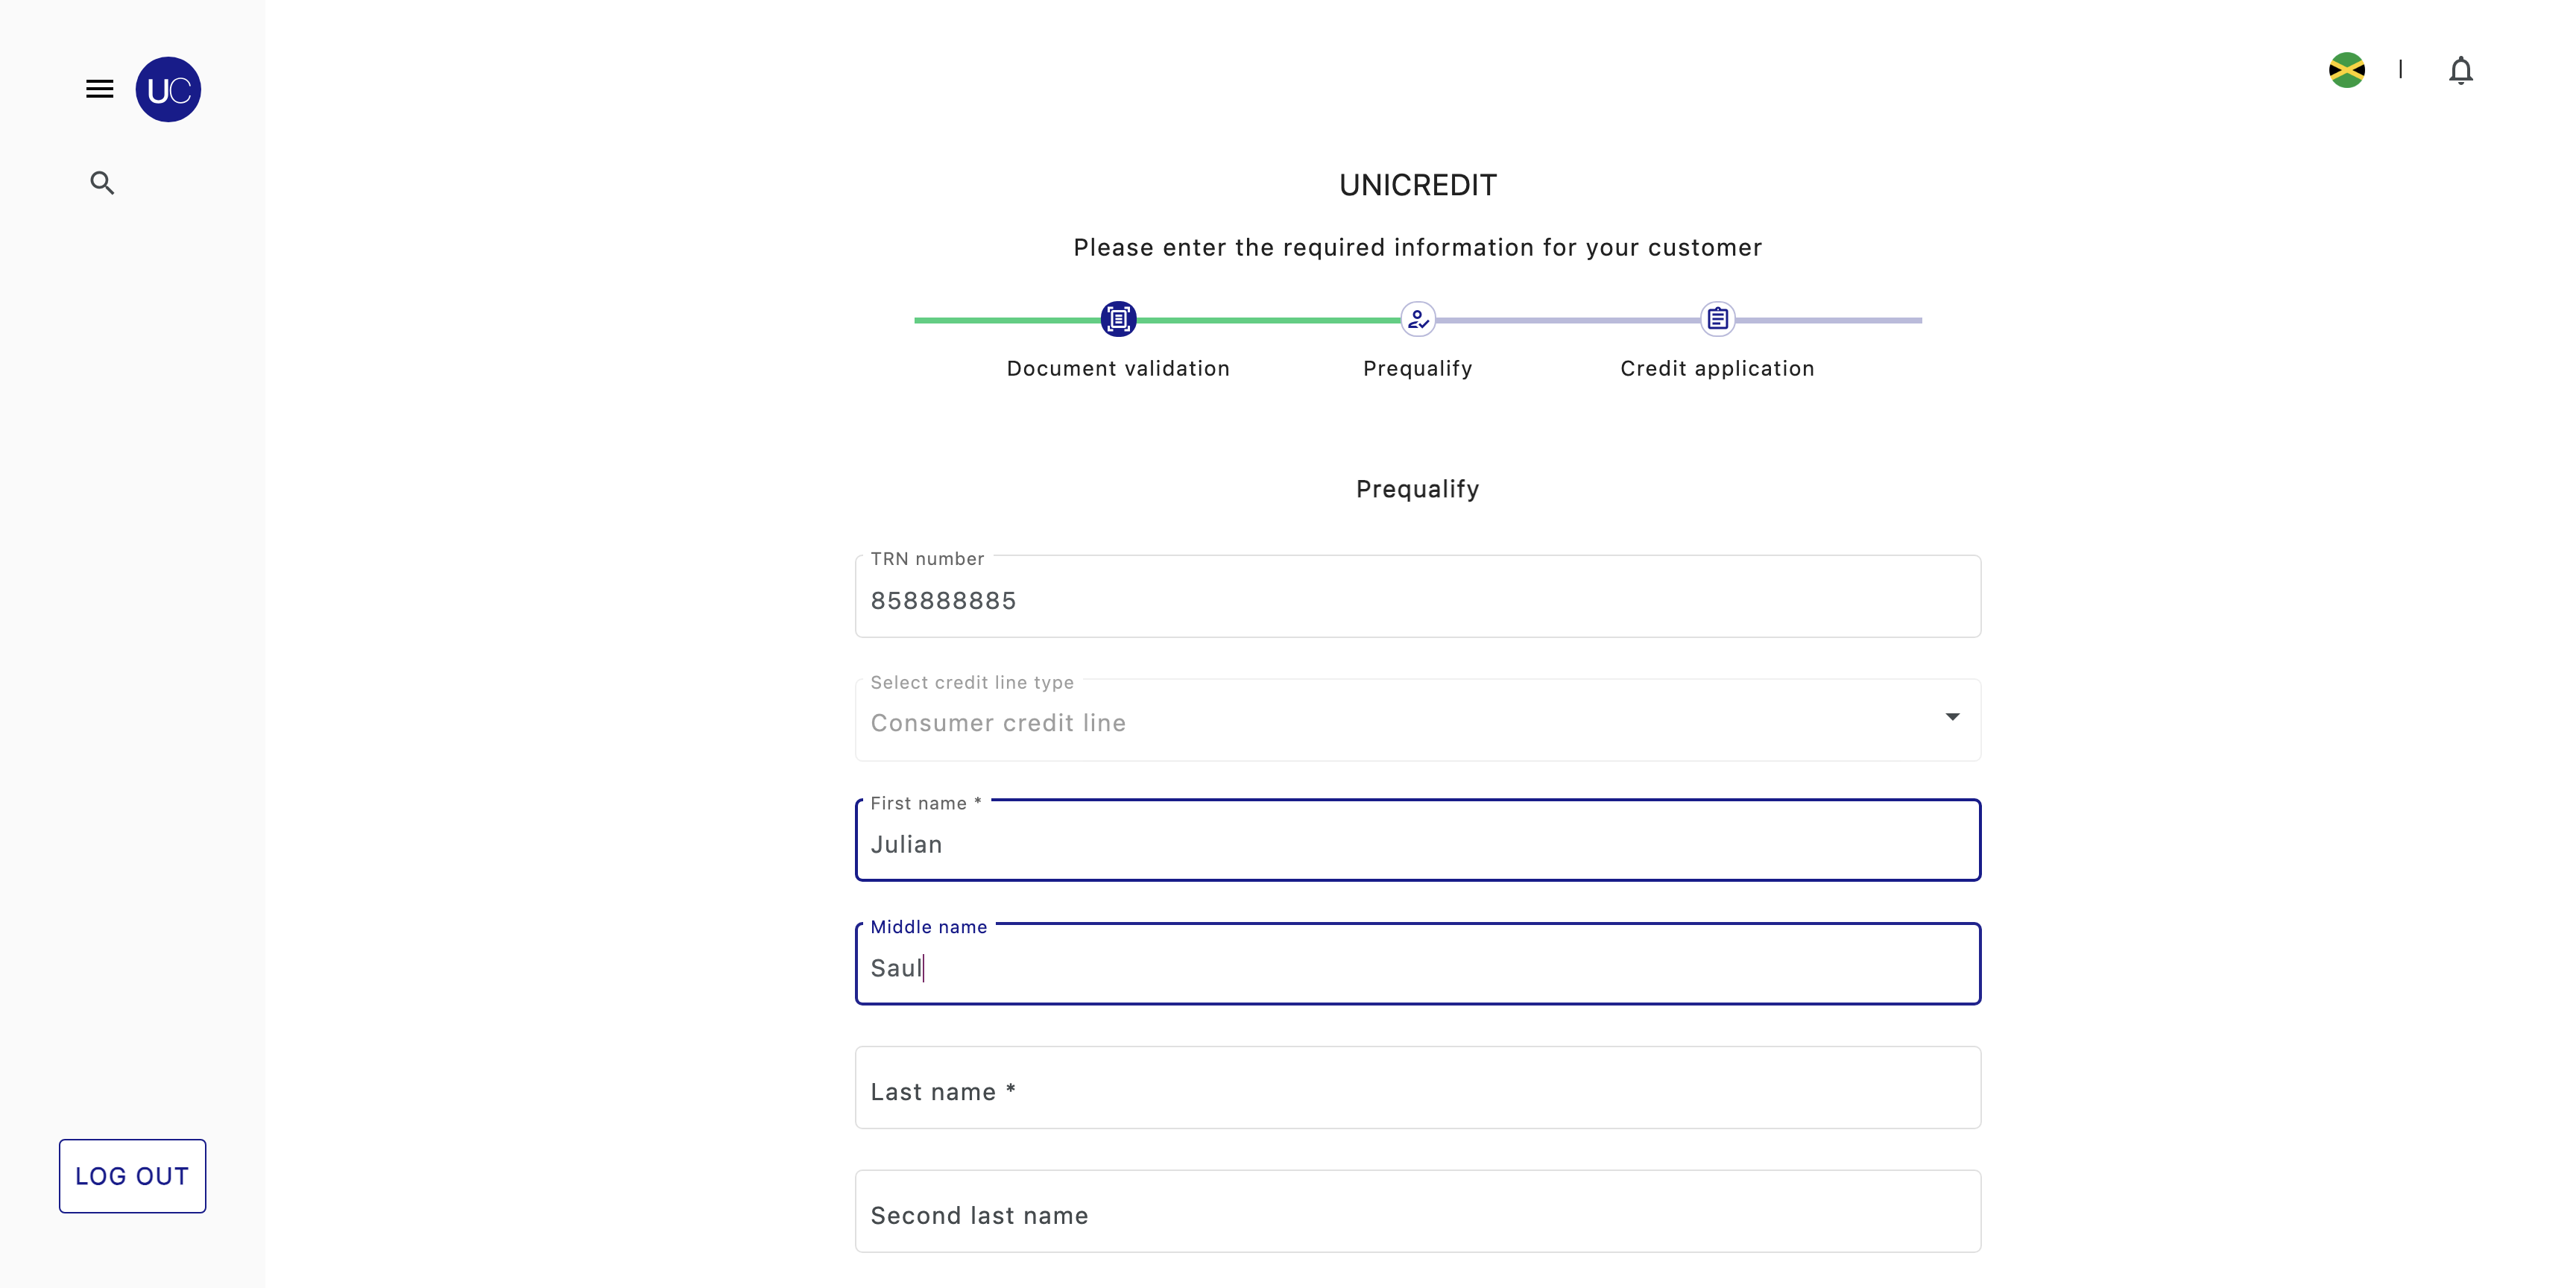 UC
UNICREDIT
Please enter the required information for your customer
Document validation
Prequalify
Credit application
Prequalify
TRN number
858888885
Select credit line type
Consumer credit line
First name *
Julian
Middle name
Saul
Last name *
Second last name
LOG OUT